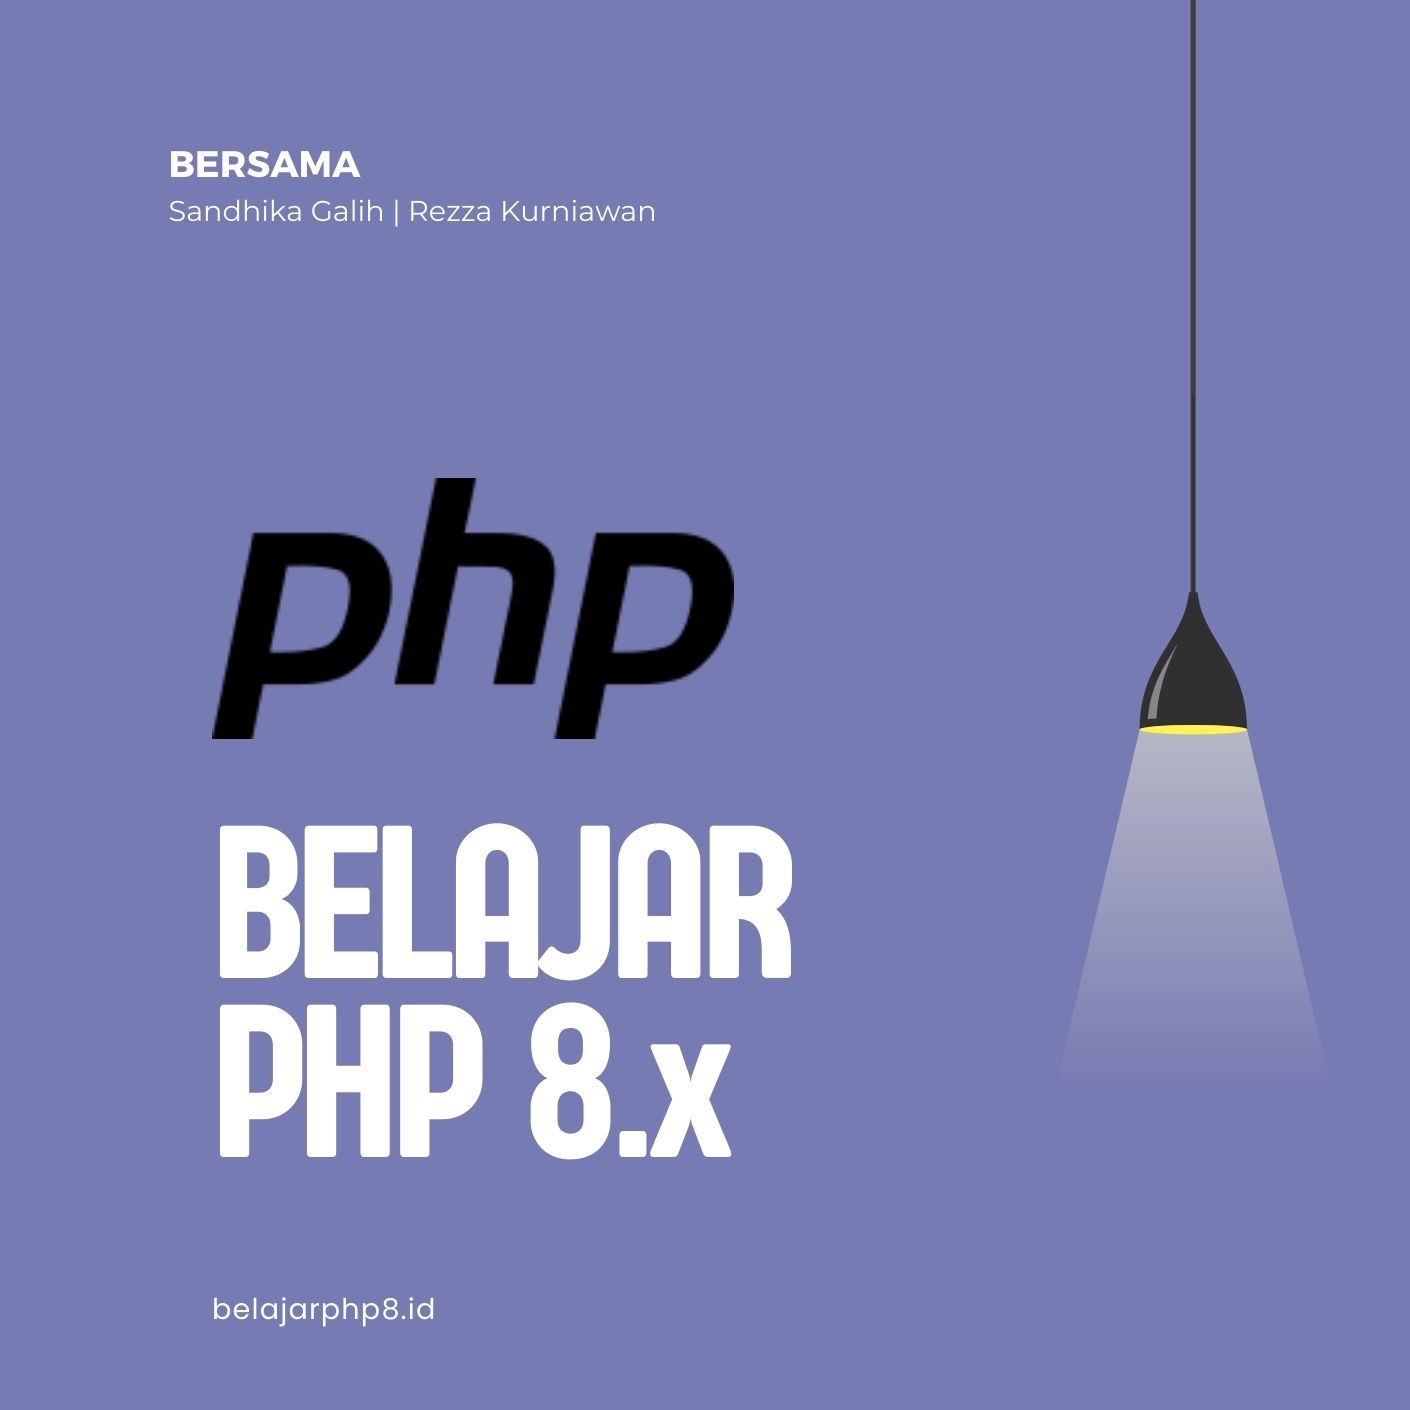 BERSAMA
Sandhika Galih | Rezza Kurniawan
php
BELAJAR
PHP 8.x
belajarphp8.id